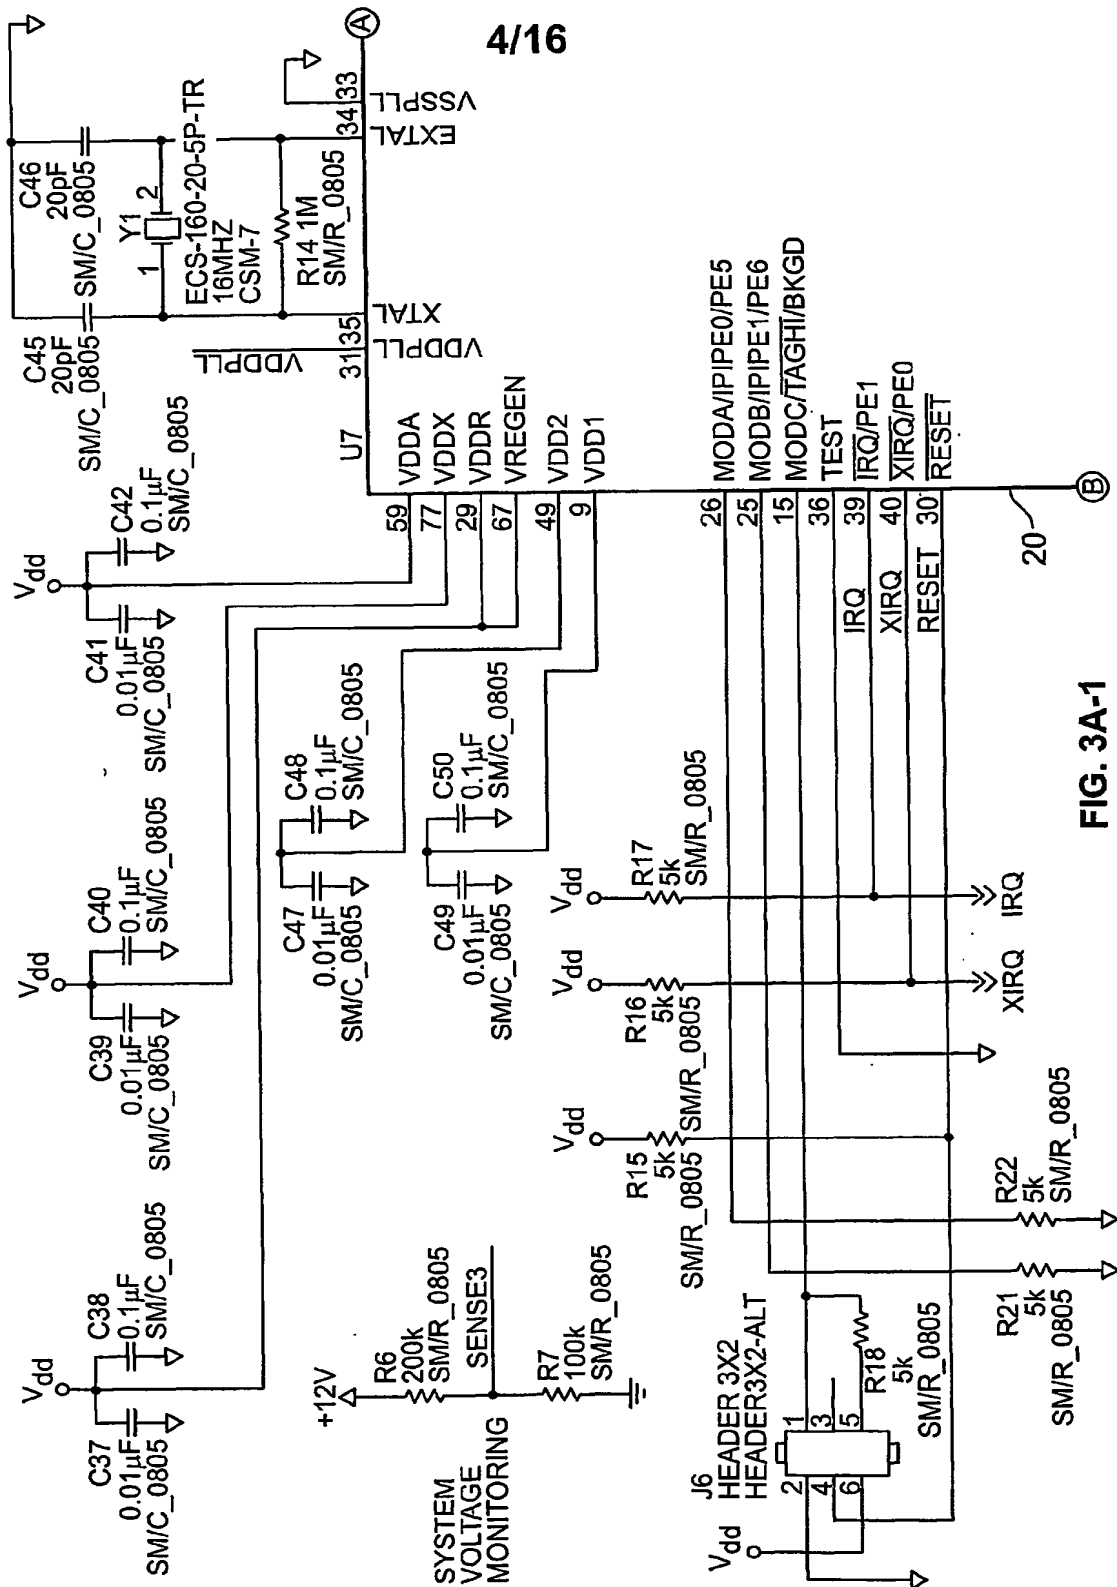 4/16
Vdd
C37
0.01µF
SM/C_0805
C38
0.1µF
SM/C_0805
Vdd
C39
0.01µF
SM/C_0805
C40
0.1µF
SM/C_0805
Vdd
C41
0.01µF
SM/C_0805
C42
0.1µF
SM/C_0805
C45
20pF
SM/C_0805
C46
20pF
SM/C_0805
Y1
1
2
ECS-160-20-5P-TR
16MHZ
CSM-7
R14 1M
SM/R_0805
VDDPLL
31
35
34
33
VDDPLL
XTAL
EXTAL
VSSPLL
A
U7
59
VDDA
77
VDDX
29
VDDR
67
VREGEN
49
VDD2
9
VDD1
C47
0.01µF
SM/C_0805
C48
0.1µF
SM/C_0805
C49
0.01µF
SM/C_0805
C50
0.1µF
SM/C_0805
SYSTEM
VOLTAGE
MONITORING
+12V
R6
200k
SM/R_0805
SENSE3
R7
100k
SM/R_0805
Vdd
R15
5k
SM/R_0805
Vdd
R16
5k
SM/R_0805
Vdd
R17
5k
SM/R_0805
26
MODA/IPIPE0/PE5
25
MODB/IPIPE1/PE6
15
MODC/TAGHI/BKGD
36
TEST
IRQ
39
IRQ/PE1
XIRQ
40
XIRQ/PE0
RESET
30
RESET
XIRQ
IRQ
J6
HEADER 3X2
HEADER3X2-ALT
Vdd
2
1
4
3
6
5
R18
5k
SM/R_0805
R21
5k
SM/R_0805
R22
5k
SM/R_0805
20
B
FIG. 3A-1